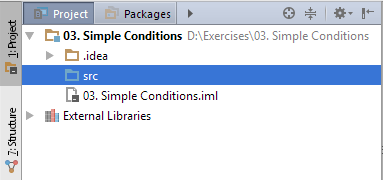 Project Packages
03. Simple Conditions D:\Exercises\03. Simple Conditions
.idea
src
03. Simple Conditions.iml
External Libraries
1: Project
7: Structure